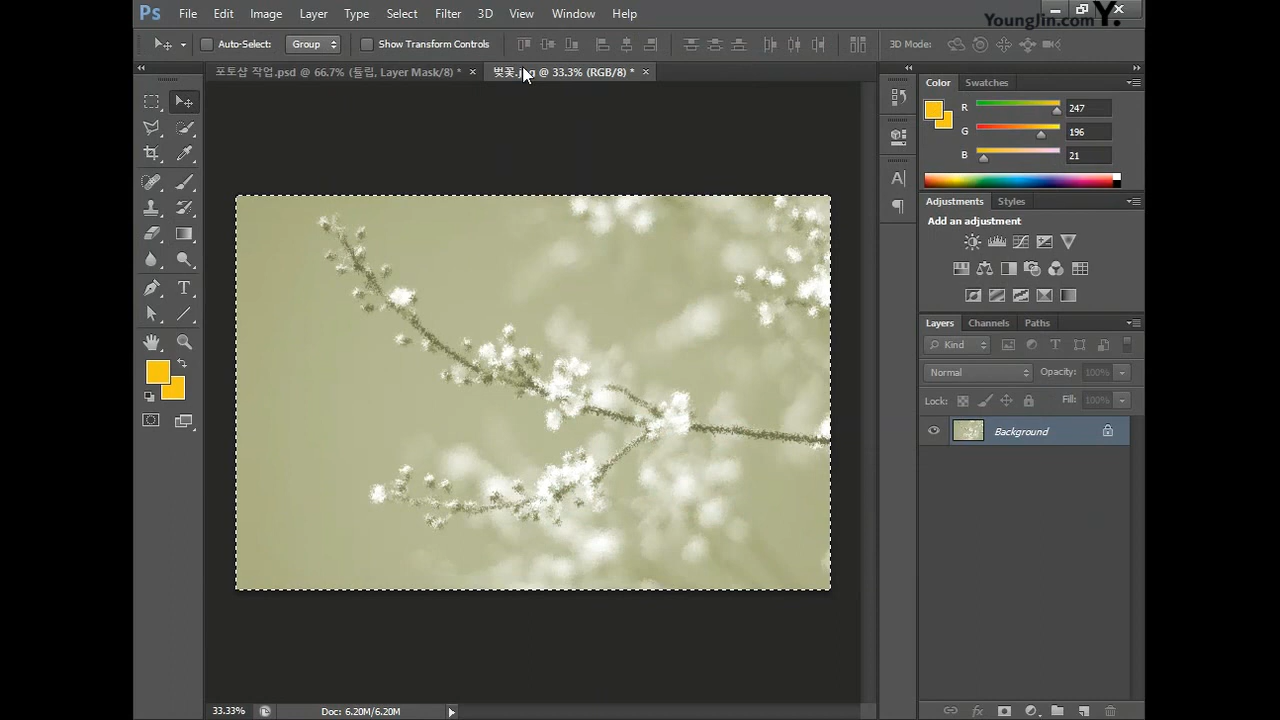 Ps File Edit Image Layer Type Select Filter 3D View Window Help
YoungJin.com Y.
Auto-Select: Group Show Transform Controls 3D Mode:
포토샵 작업.psd @ 66.7% (튤립, Layer Mask/8) * × 벚꽃.jpg @ 33.3% (RGB/8) * ×
Color Swatches
R 247
G 196
B 21
Adjustments Styles
Add an adjustment
Layers Channels Paths
Kind
Normal Opacity: 100%
Lock: Fill: 100%
Background
33.33% Doc: 6.20M/6.20M